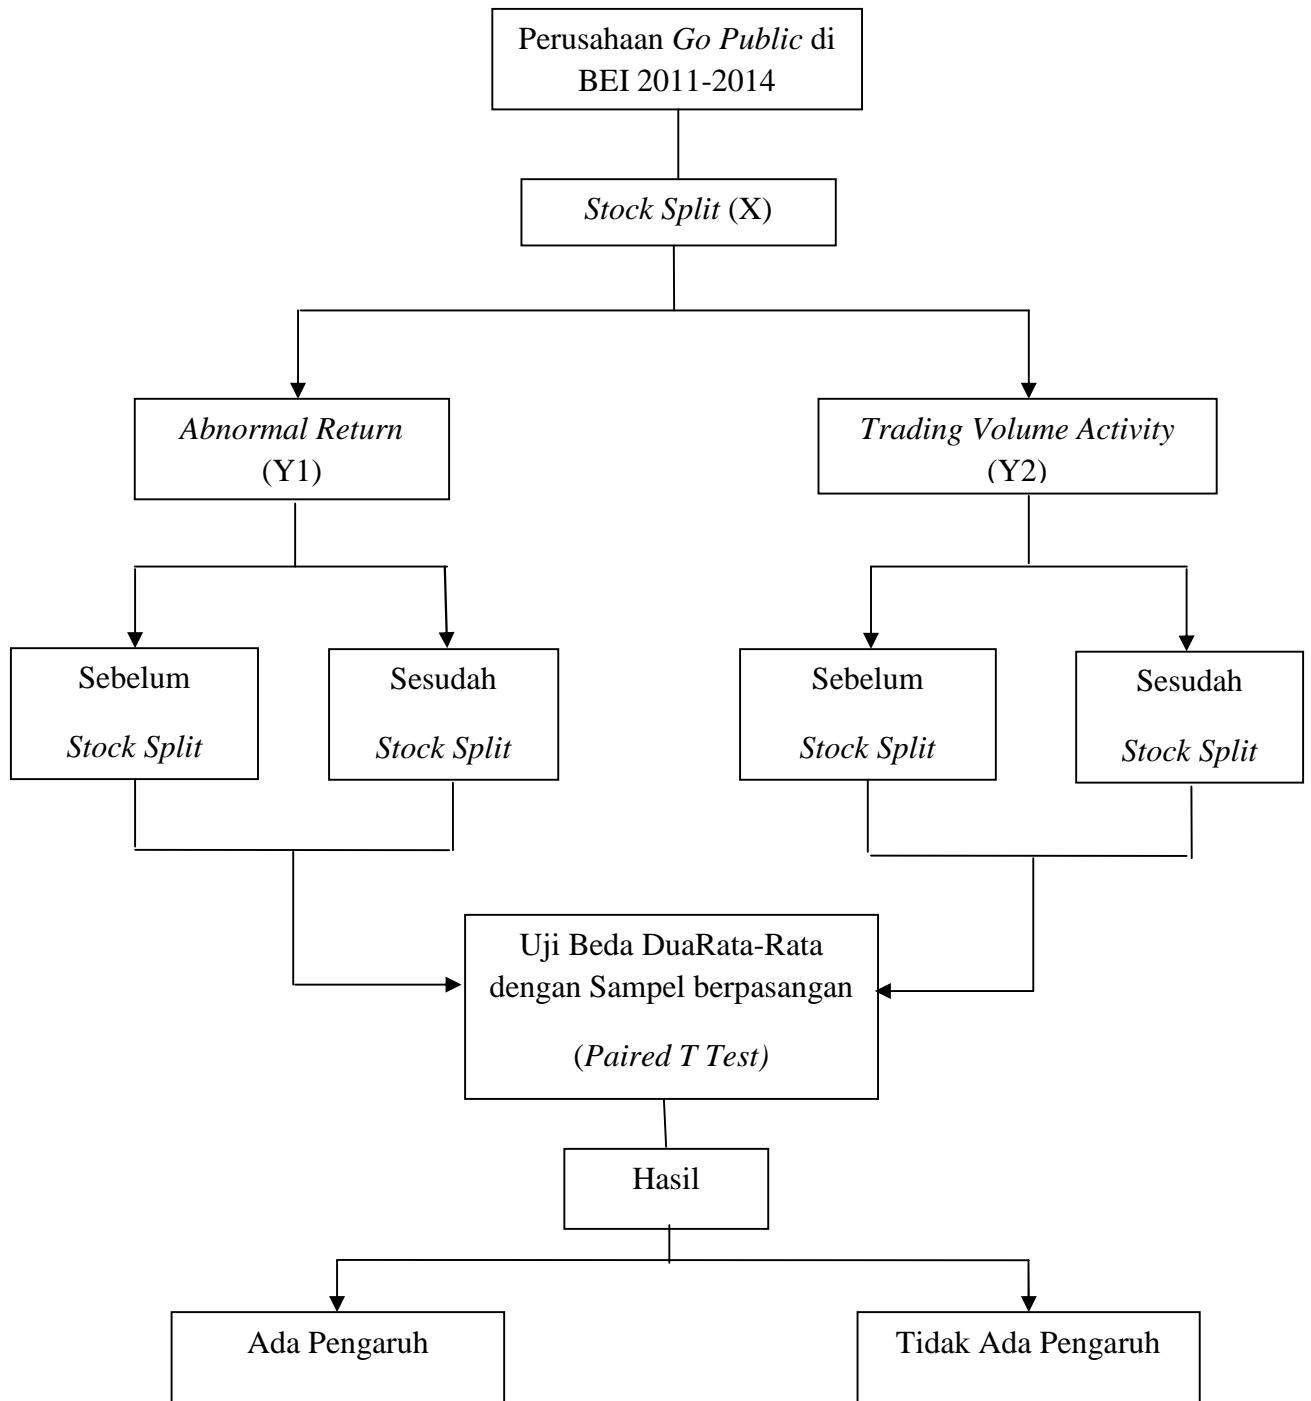 Perusahaan Go Public di
BEI 2011-2014
Stock Split (X)
Abnormal Return
(Y1)
Trading Volume Activity
(Y2)
Sebelum
Stock Split
Sesudah
Stock Split
Sebelum
Stock Split
Sesudah
Stock Split
Uji Beda DuaRata-Rata
dengan Sampel berpasangan
(Paired T Test)
Hasil
Ada Pengaruh
Tidak Ada Pengaruh